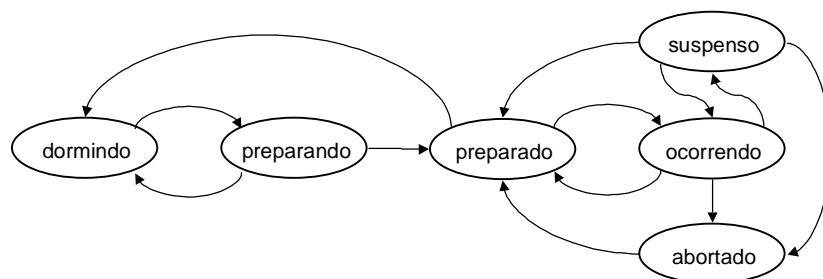 suspenso
dormindo
preparando
preparado
ocorrendo
abortado